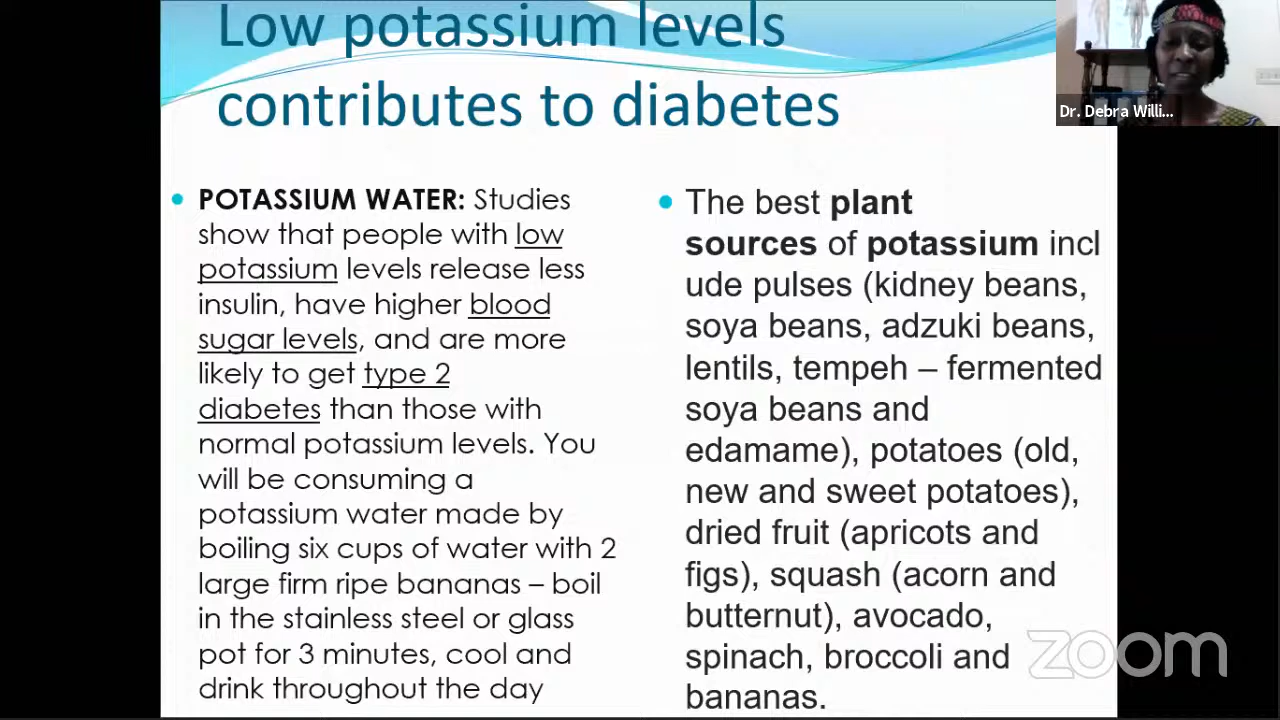 Low potassium levels
contributes to diabetes
Dr. Debra Willi...
• POTASSIUM WATER: Studies
show that people with low
potassium levels release less
insulin, have higher blood
sugar levels, and are more
likely to get type 2
diabetes than those with
normal potassium levels. You
will be consuming a
potassium water made by
boiling six cups of water with 2
large firm ripe bananas – boil
in the stainless steel or glass
pot for 3 minutes, cool and
drink throughout the day
• The best plant
sources of potassium incl
ude pulses (kidney beans,
soya beans, adzuki beans,
lentils, tempeh – fermented
soya beans and
edamame), potatoes (old,
new and sweet potatoes),
dried fruit (apricots and
figs), squash (acorn and
butternut), avocado,
spinach, broccoli and
bananas.
zoom